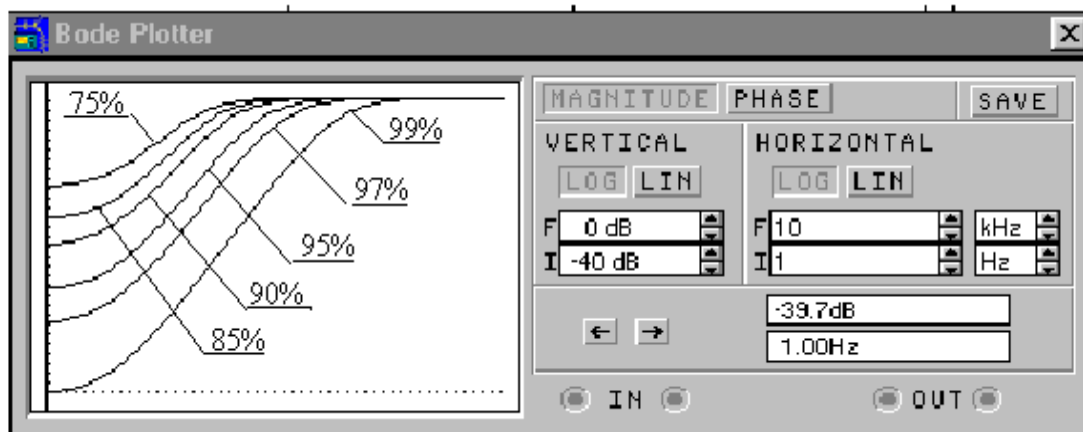 Bode Plotter
75%
99%
97%
95%
90%
85%
MAGNITUDE PHASE SAVE
VERTICAL HORIZONTAL
LOG LIN LOG LIN
F 0 dB F 10 kHz
I -40 dB I 1 Hz
-39.7dB
1.00Hz
IN OUT